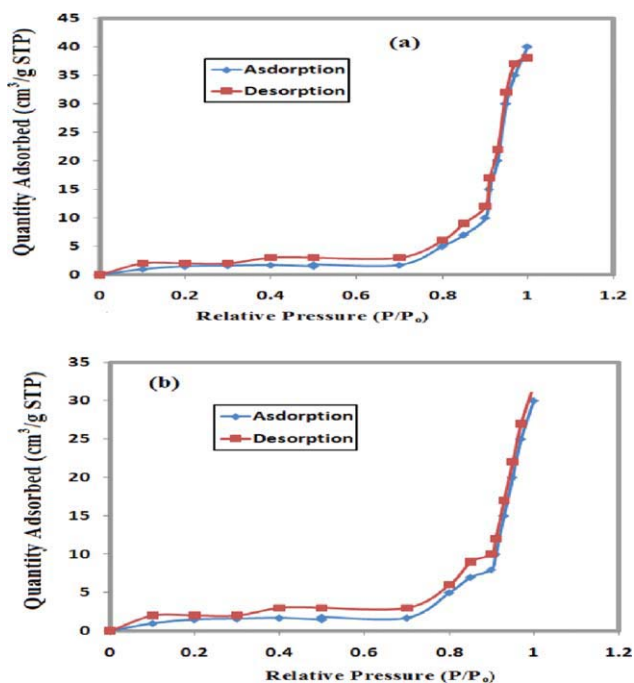 (a)
Asdorption
Desorption
Quantity Adsorbed (cm³/g STP)
45
40
35
30
25
20
15
10
5
0
0 0.2 0.4 0.6 0.8 1 1.2
Relative Pressure (P/Pₒ)
(b)
Asdorption
Desorption
Quantity Adsorbed (cm³/g STP)
35
30
25
20
15
10
5
0
0 0.2 0.4 0.6 0.8 1 1.2
Relative Pressure (P/Pₒ)